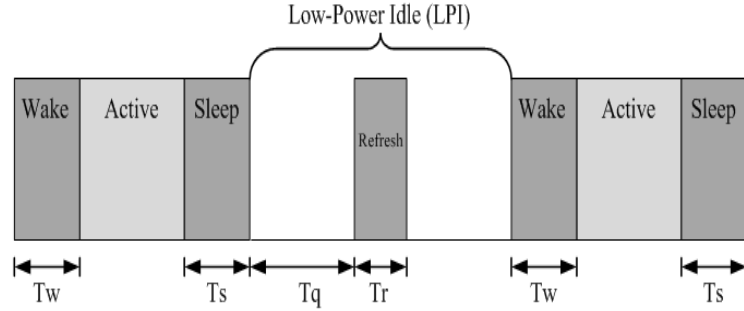 Low-Power Idle (LPI)
Wake Active Sleep Refresh Wake Active Sleep
Tw Ts Tq Tr Tw Ts